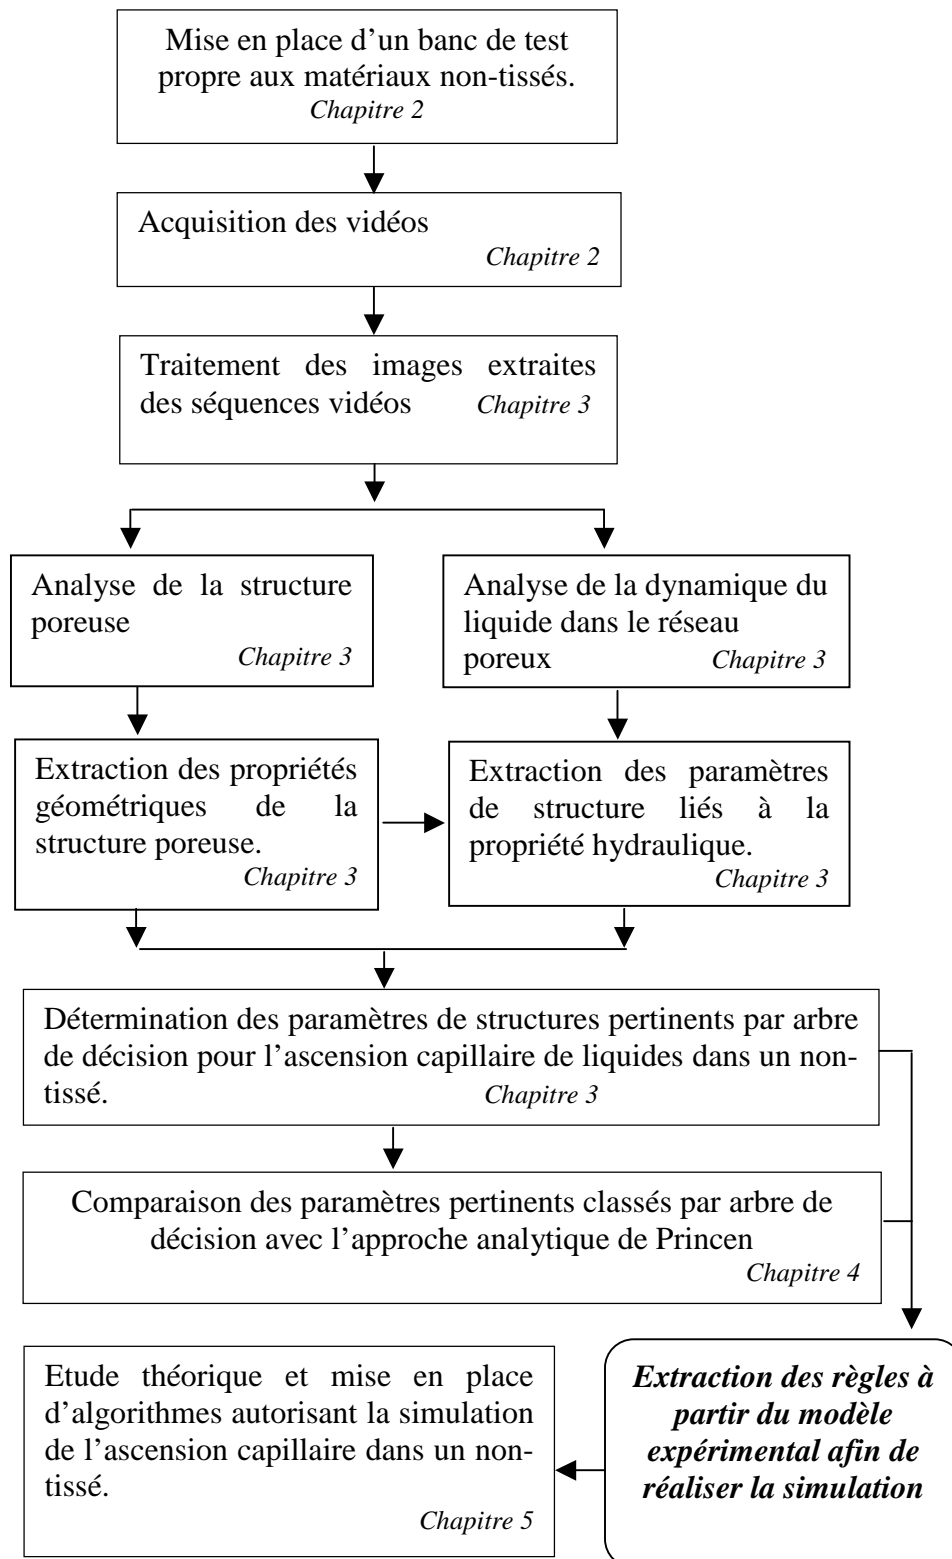 Mise en place d’un banc de test
propre aux matériaux non-tissés.
Chapitre 2
Acquisition des vidéos
Chapitre 2
Traitement des images extraites
des séquences vidéos Chapitre 3
Analyse de la structure
poreuse
Chapitre 3
Analyse de la dynamique du
liquide dans le réseau
poreux Chapitre 3
Extraction des propriétés
géométriques de la
structure poreuse.
Chapitre 3
Extraction des paramètres
de structure liés à la
propriété hydraulique.
Chapitre 3
Détermination des paramètres de structures pertinents par arbre
de décision pour l’ascension capillaire de liquides dans un non-
tissé. Chapitre 3
Comparaison des paramètres pertinents classés par arbre de
décision avec l’approche analytique de Princen
Chapitre 4
Etude théorique et mise en place
d’algorithmes autorisant la simulation
de l’ascension capillaire dans un non-
tissé.
Chapitre 5
Extraction des règles à
partir du modèle
expérimental afin de
réaliser la simulation